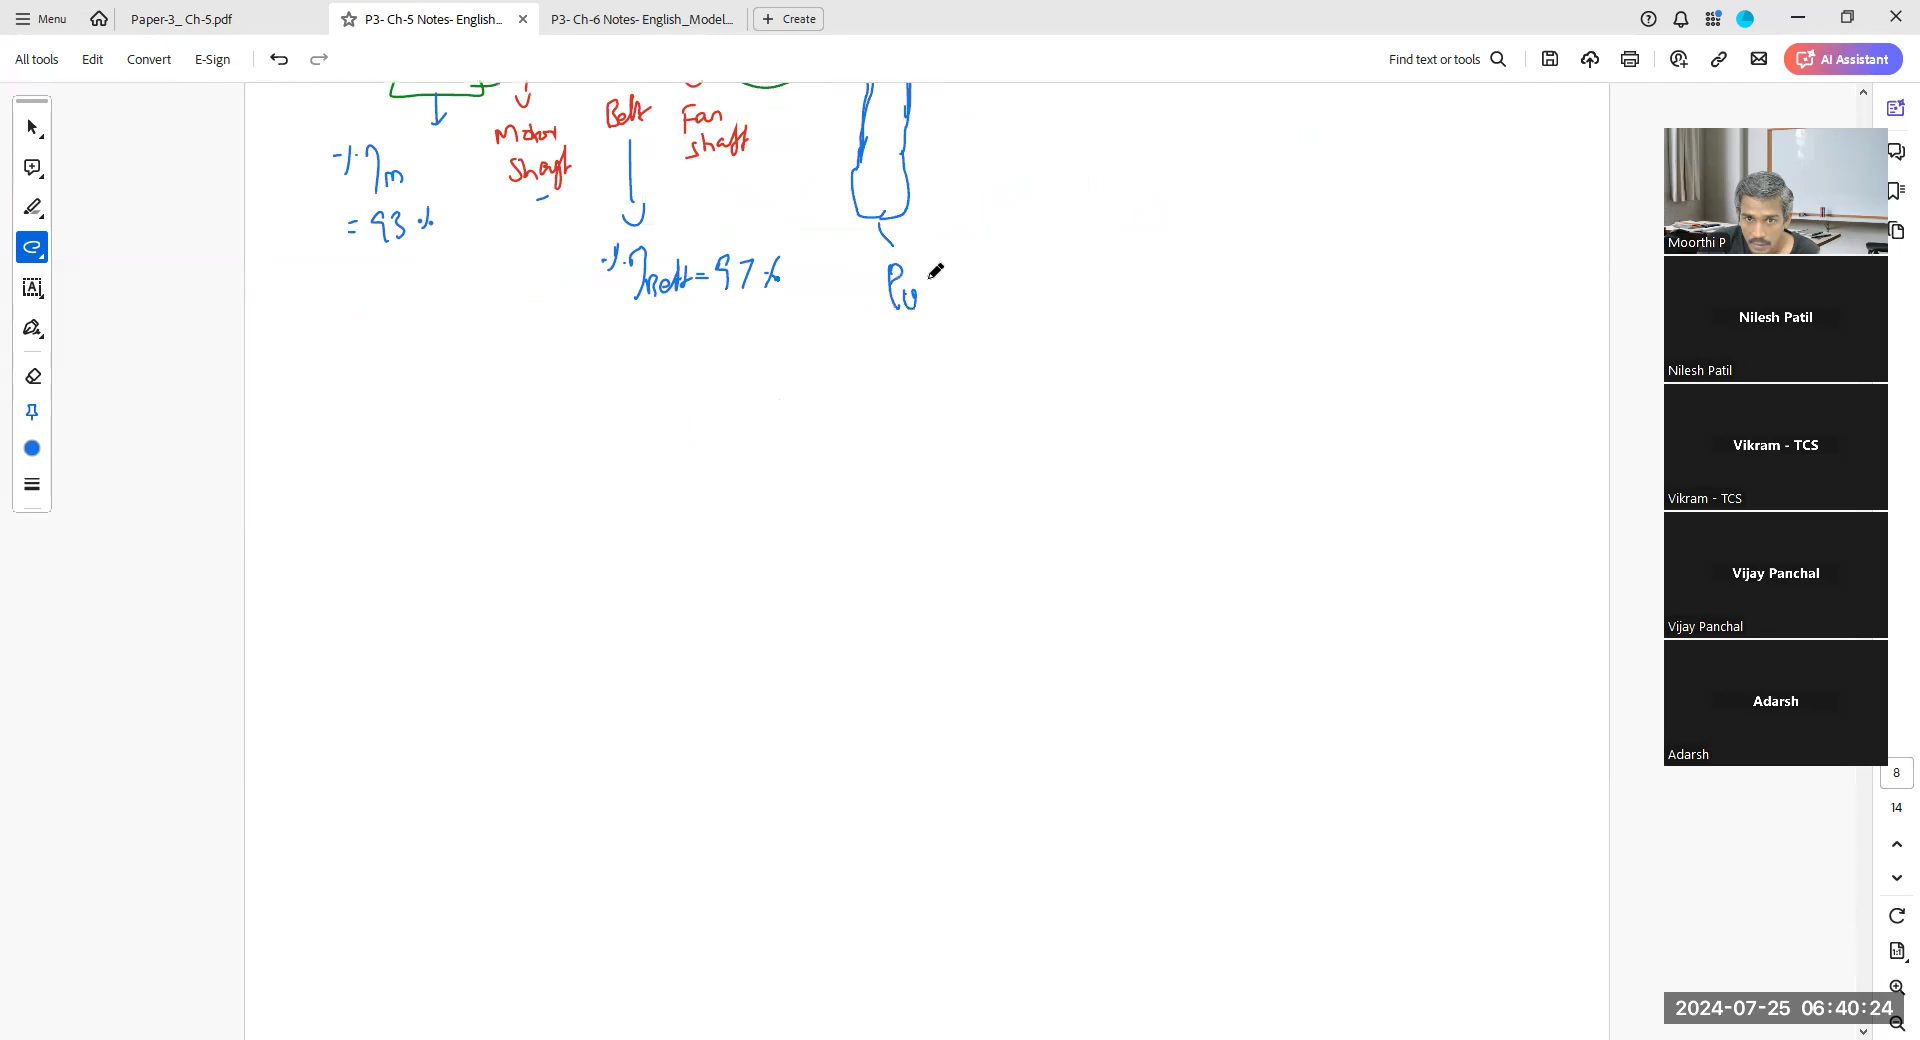 Menu
Paper-3_ Ch-5.pdf
P3- Ch-5 Notes- English...
P3- Ch-6 Notes- English_Model...
Create
All tools
Edit
Convert
E-Sign
Find text or tools
AI Assistant
Motor
Shaft
Belt
Fan
shaft
%ηm
= 93 %
%ηBelt = 97 %
Moorthi P
Nilesh Patil
Nilesh Patil
Vikram - TCS
Vikram - TCS
Vijay Panchal
Vijay Panchal
Adarsh
Adarsh
8
14
1:1
2024-07-25 06:40:24